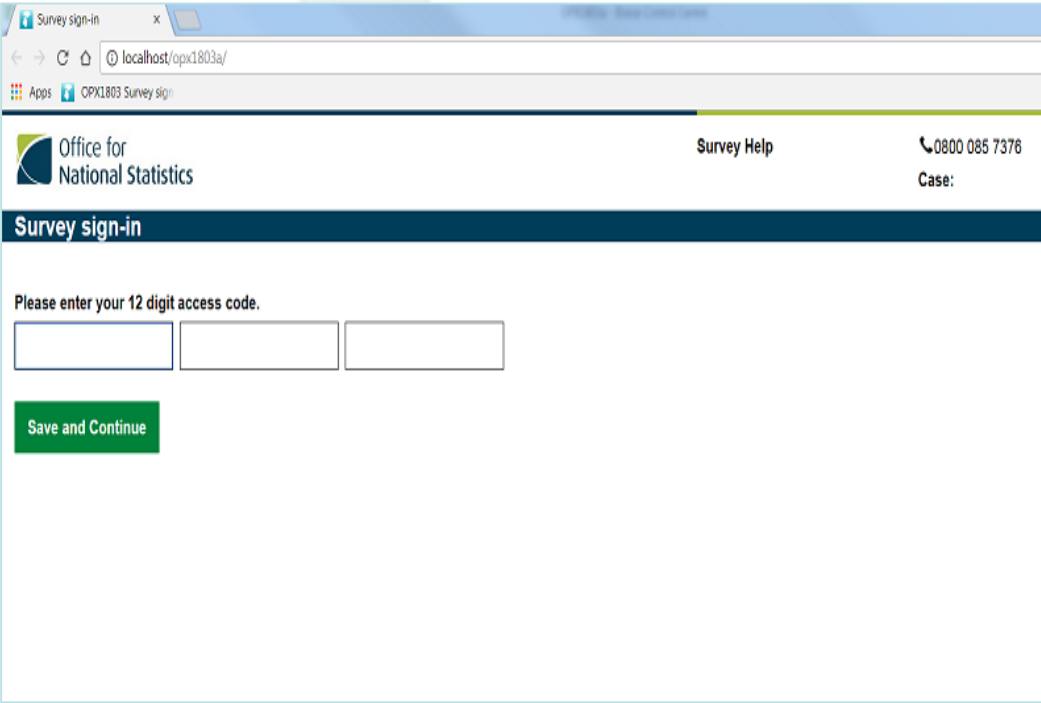 Survey sign-in x
localhost/opx1803a/
Apps OPX1803 Survey sign
Office for
National Statistics
Survey Help
0800 085 7376
Case:
Survey sign-in
Please enter your 12 digit access code.
Save and Continue